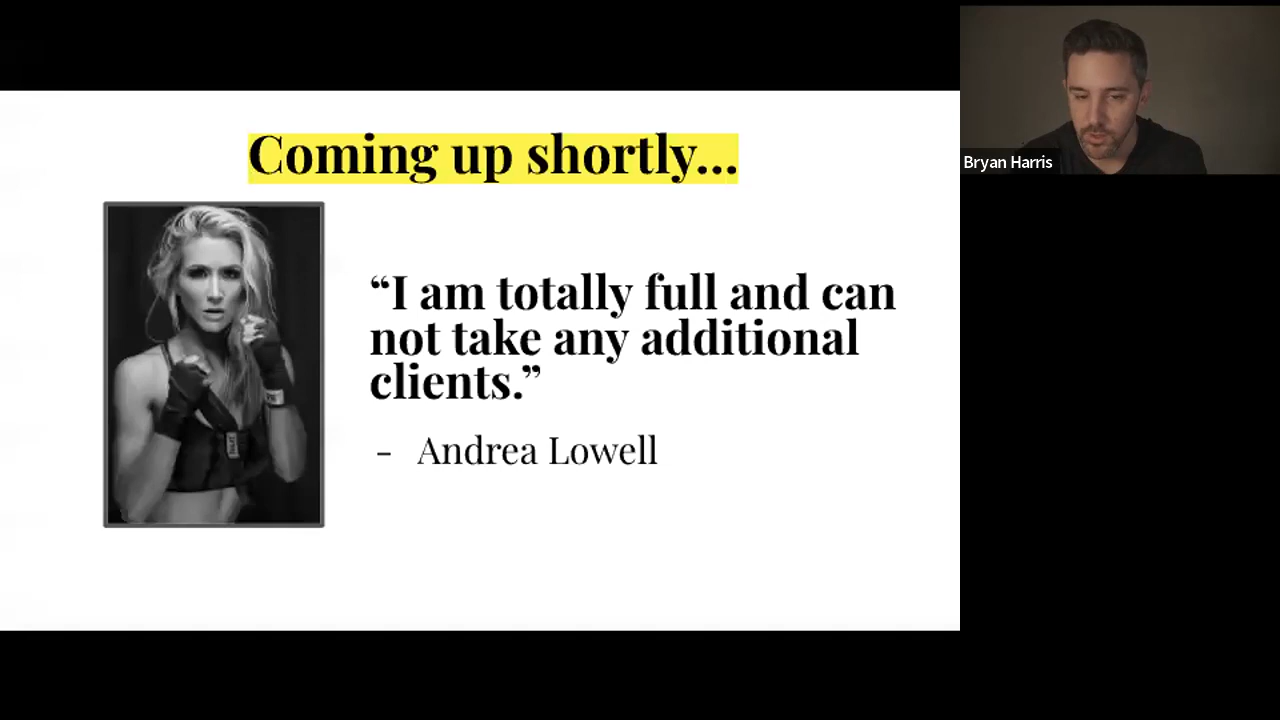 Coming up shortly...
“I am totally full and can
not take any additional
clients.”
- Andrea Lowell
Bryan Harris